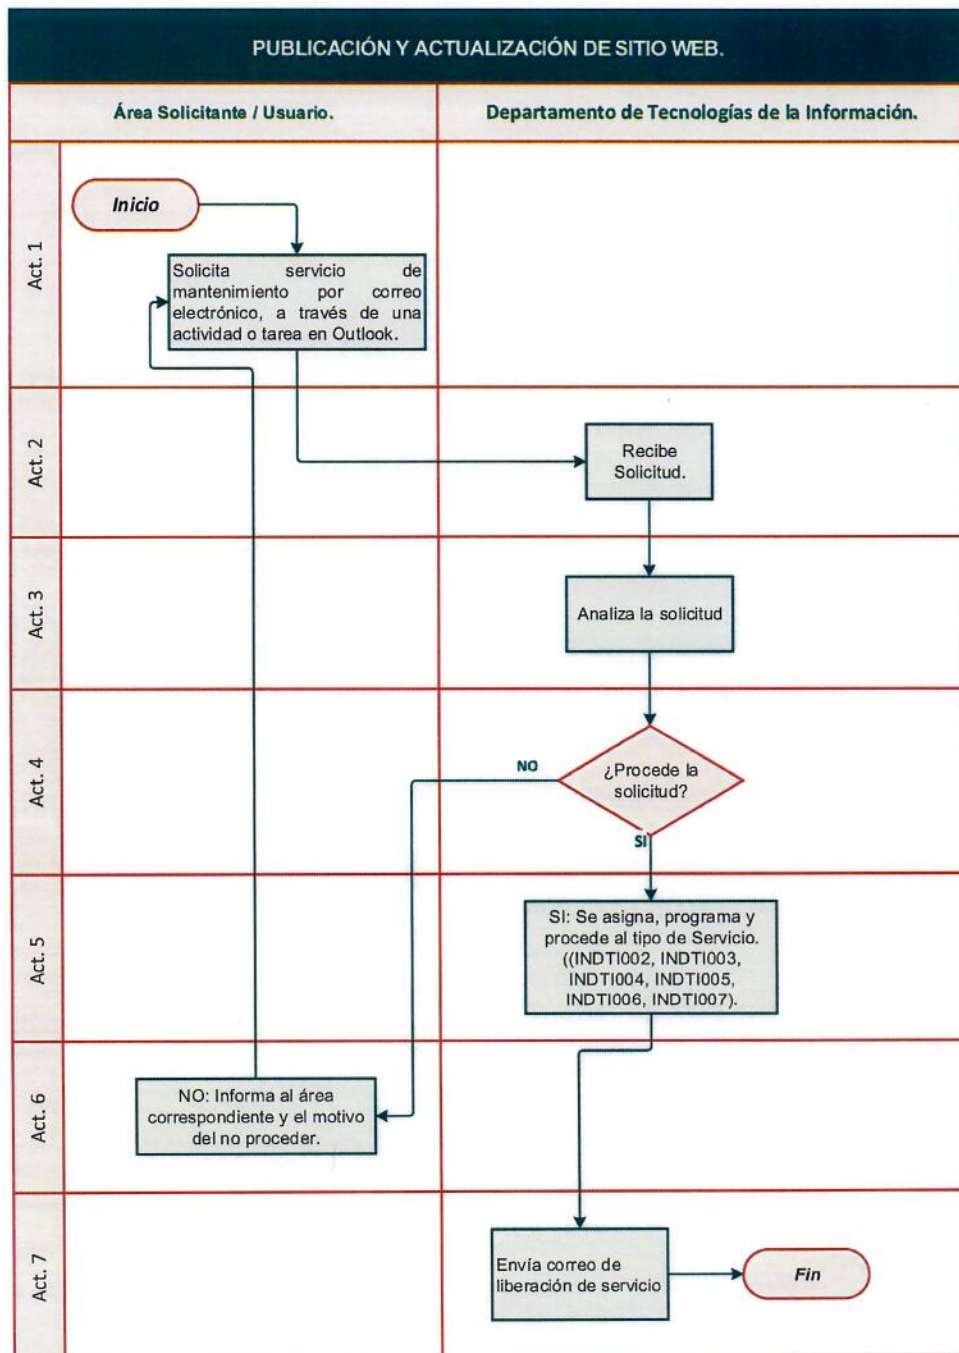 PUBLICACIÓN Y ACTUALIZACIÓN DE SITIO WEB.
Área Solicitante / Usuario.
Departamento de Tecnologías de la Información.
Act. 1
Inicio
Solicita servicio de
mantenimiento por correo
electrónico, a través de una
actividad o tarea en Outlook.
Act. 2
Recibe
Solicitud.
Act. 3
Analiza la solicitud
Act. 4
NO
¿Procede la
solicitud?
SI
Act. 5
SI: Se asigna, programa y
procede al tipo de Servicio.
((INDTI002, INDTI003,
INDTI004, INDTI005,
INDTI006, INDTI007).
Act. 6
NO: Informa al área
correspondiente y el motivo
del no proceder.
Act. 7
Envía correo de
liberación de servicio
Fin